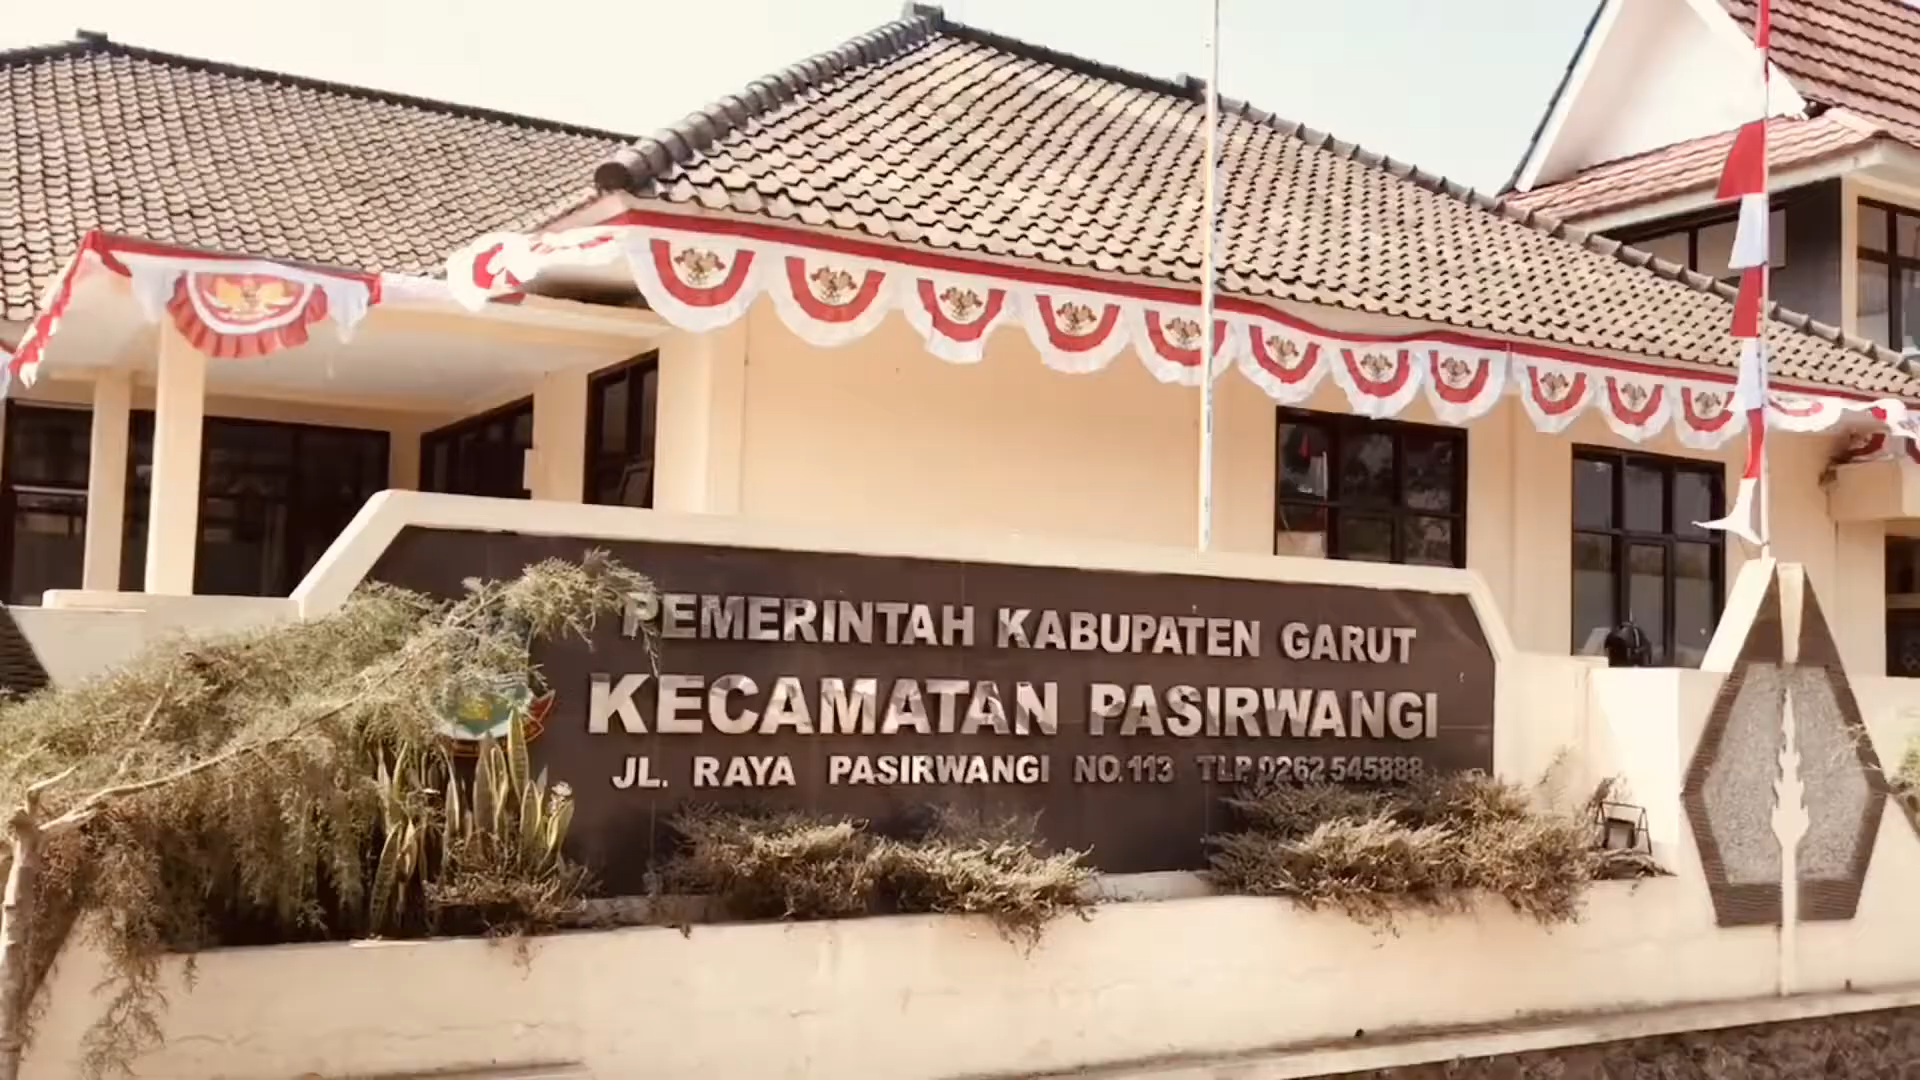 PEMERINTAH KABUPATEN GARUT
KECAMATAN PASIRWANGI
JL. RAYA PASIRWANGI NO.113 TLP.0262 545888